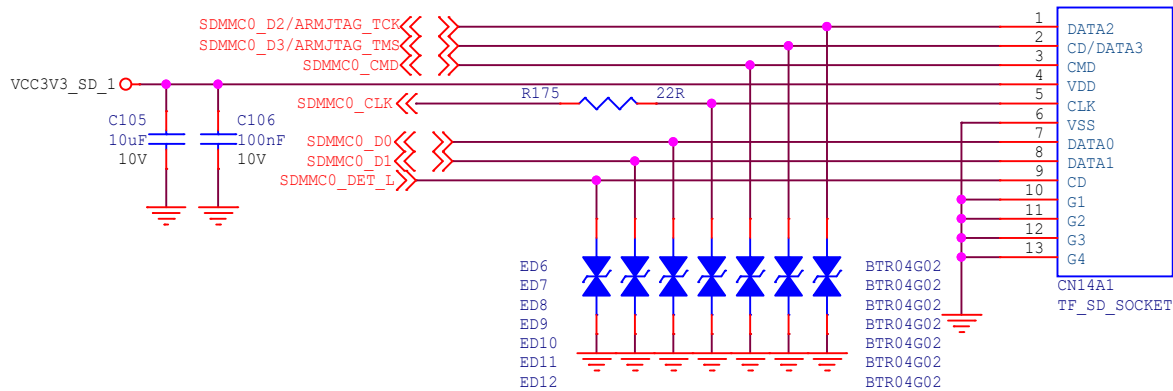 SDMMC0_D2/ARMJTAG_TCK
SDMMC0_D3/ARMJTAG_TMS
SDMMC0_CMD
VCC3V3_SD_1
SDMMC0_CLK
R175 22R
C105
10uF
10V
C106
100nF
10V
SDMMC0_D0
SDMMC0_D1
SDMMC0_DET_L
1 DATA2
2 CD/DATA3
3 CMD
4 VDD
5 CLK
6 VSS
7 DATA0
8 DATA1
9 CD
10 G1
11 G2
12 G3
13 G4
CN14A1
TF_SD_SOCKET
ED6 BTR04G02
ED7 BTR04G02
ED8 BTR04G02
ED9 BTR04G02
ED10 BTR04G02
ED11 BTR04G02
ED12 BTR04G02